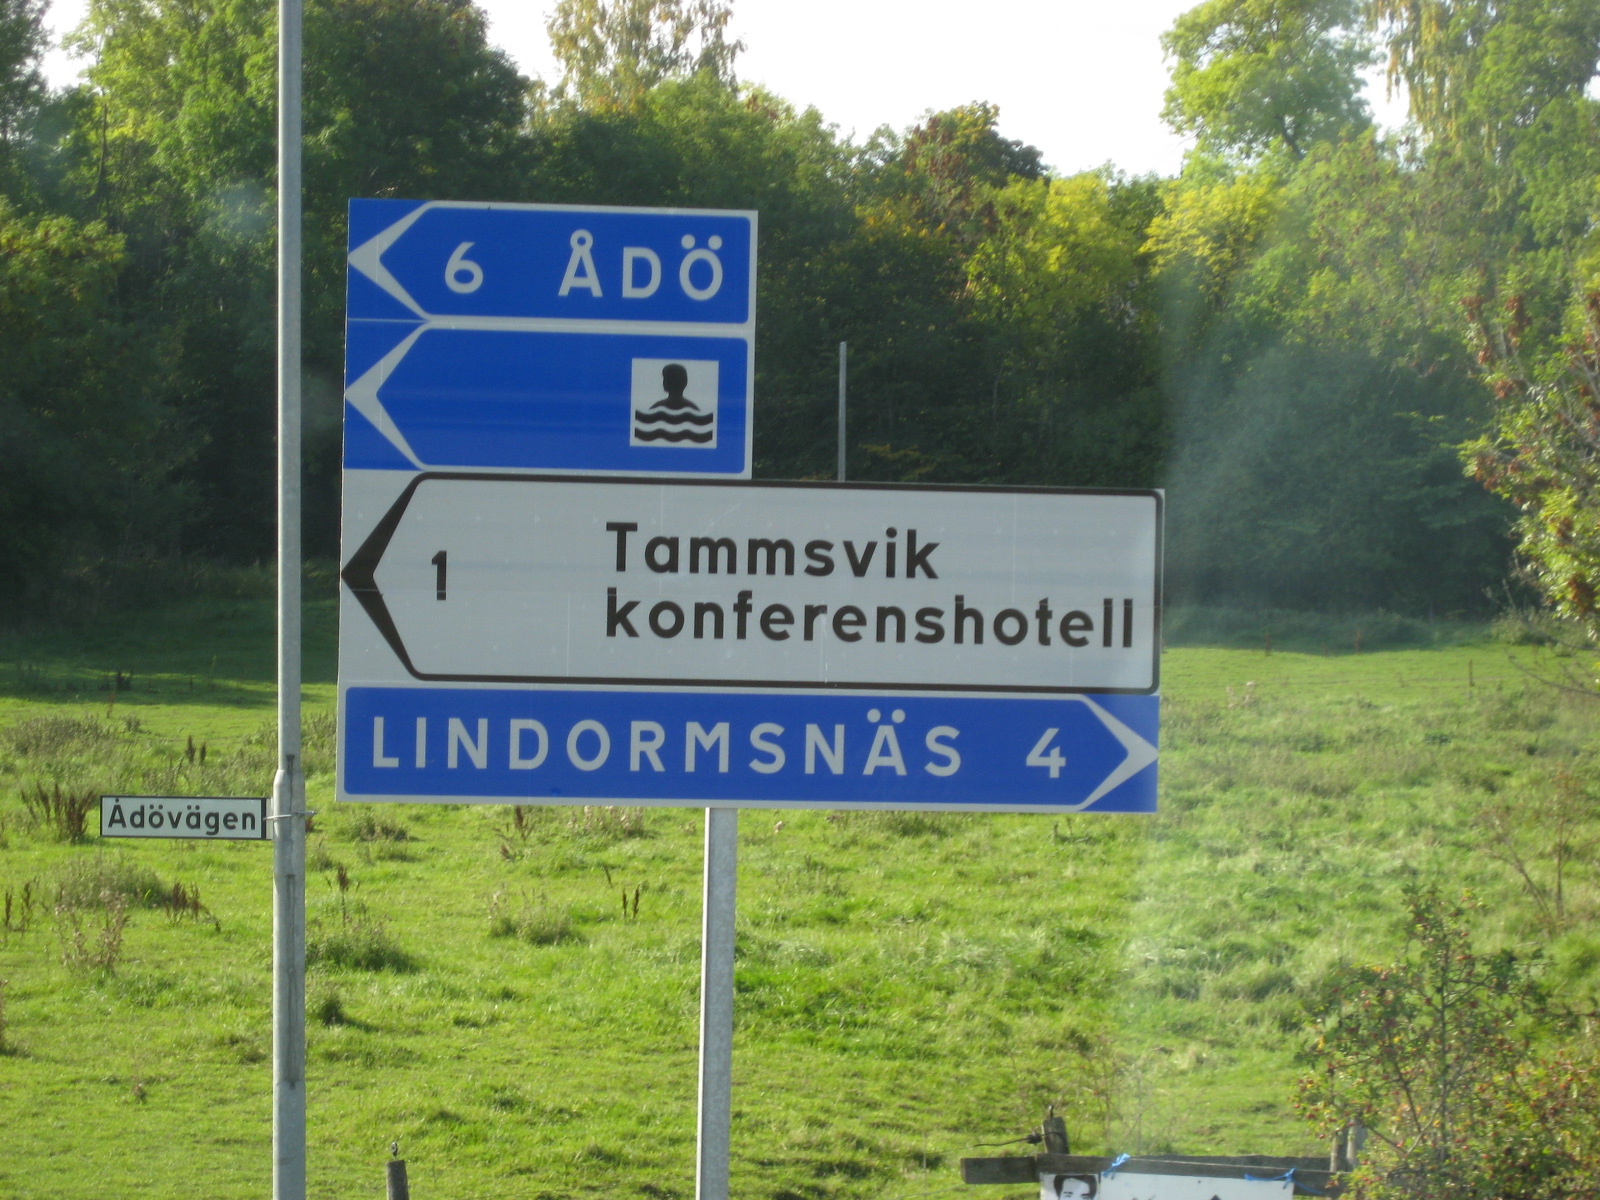 6 ÅDÖ
1 Tammsvik
konferenshotell
LINDORMSNÄS 4
Ådövägen